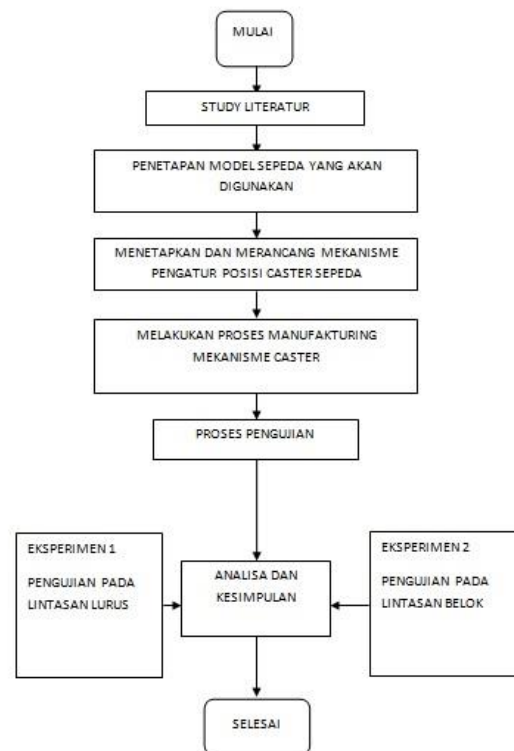 MULAI
STUDY LITERATUR
PENETAPAN MODEL SEPEDA YANG AKAN
DIGUNAKAN
MENETAPKAN DAN MERANCANG MEKANISME
PENGATUR POSISI CASTER SEPEDA
MELAKUKAN PROSES MANUFAKTURING
MEKANISME CASTER
PROSES PENGUJIAN
EKSPERIMEN 1
PENGUJIAN PADA
LINTASAN LURUS
ANALISA DAN
KESIMPULAN
EKSPERIMEN 2
PENGUJIAN PADA
LINTASAN BELOK
SELESAI